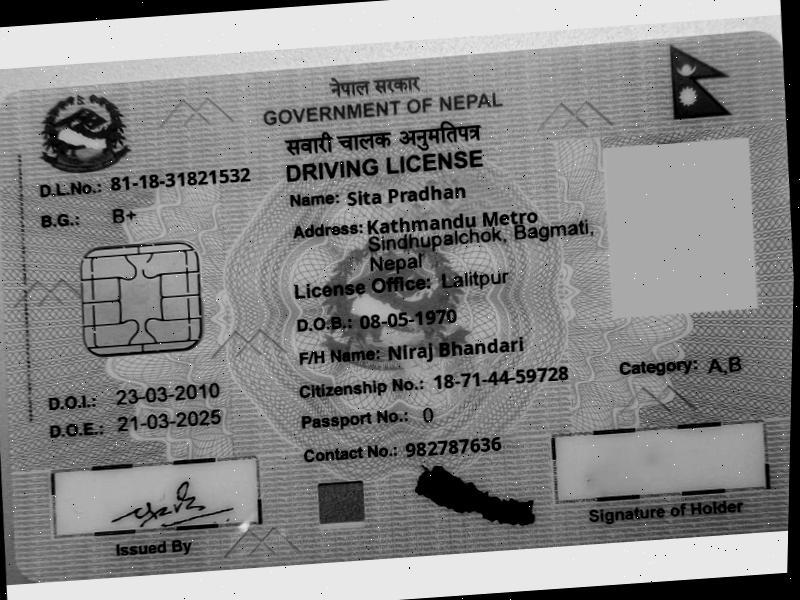 नेपाल सरकार
GOVERNMENT OF NEPAL
सवारी चालक अनुमतिपत्र
DRIVING LICENSE
D.L.No.: 81-18-31821532
B.G.: B+
Name: Sita Pradhan
Address: Kathmandu Metro
Sindhupalchok, Bagmati,
Nepal
License Office: Lalitpur
D.O.B.: 08-05-1970
F/H Name: Niraj Bhandari
Citizenship No.: 18-71-44-59728
Passport No.: 0
Contact No.: 982787636
Category: A,B
D.O.I.: 23-03-2010
D.O.E.: 21-03-2025
Issued By
Signature of Holder